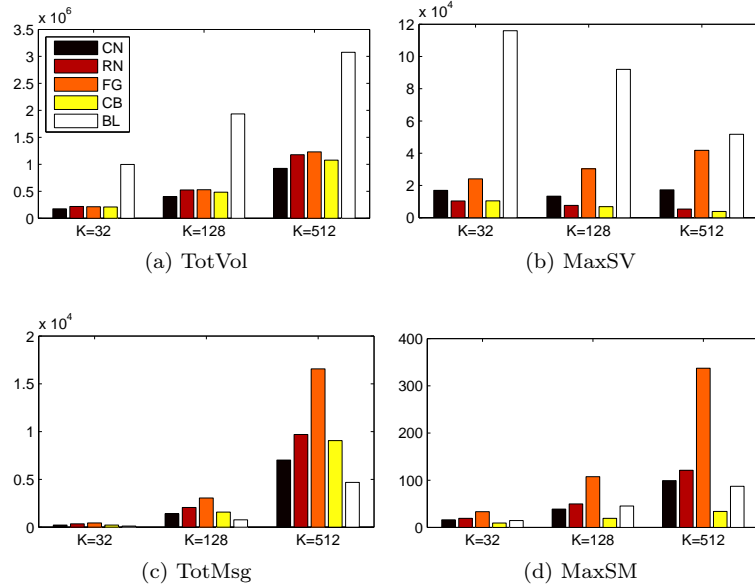 x 10^6
3.5
3
2.5
2
1.5
1
0.5
0
CN
RN
FG
CB
BL
K=32 K=128 K=512
(a) TotVol
x 10^4
12
10
8
6
4
2
0
K=32 K=128 K=512
(b) MaxSV
x 10^4
2
1.5
1
0.5
0
K=32 K=128 K=512
(c) TotMsg
400
300
200
100
0
K=32 K=128 K=512
(d) MaxSM